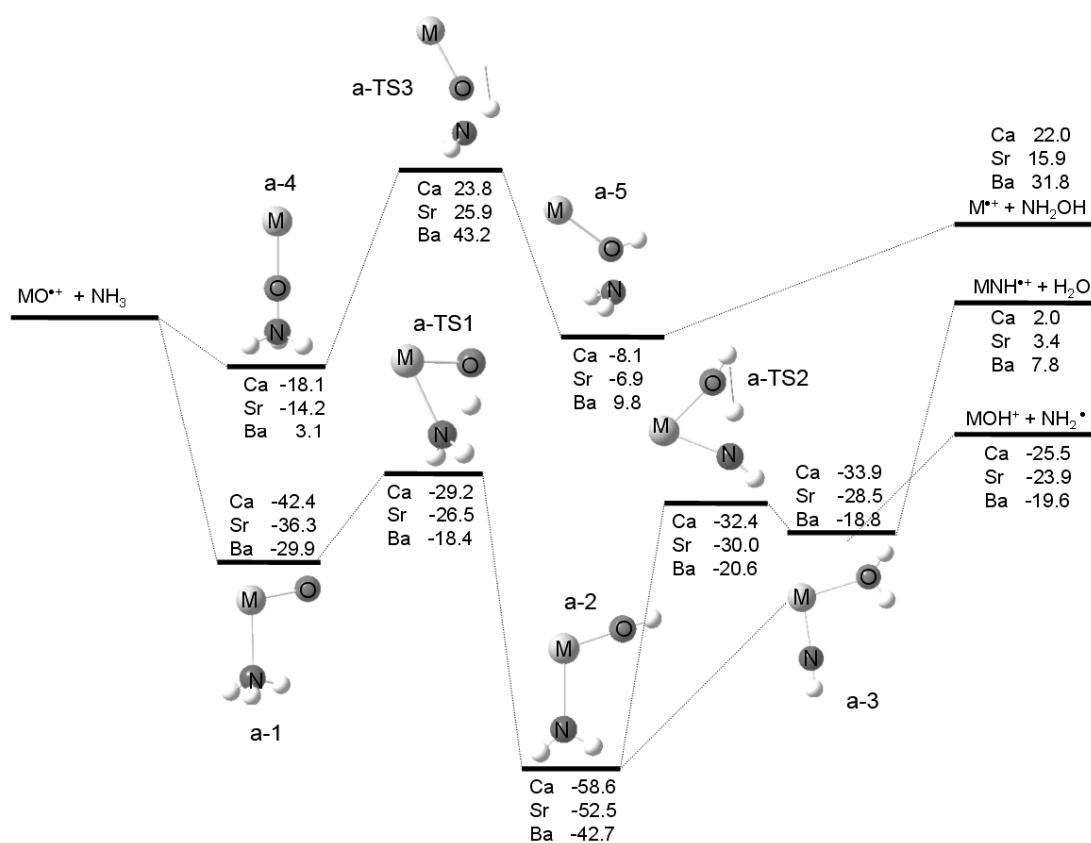 M
a-TS3
O
N
Ca 23.8
Sr 25.9
Ba 43.2
a-4
M
O
N
Ca -18.1
Sr -14.2
Ba 3.1
a-5
M
O
N
Ca -8.1
Sr -6.9
Ba 9.8
Ca 22.0
Sr 15.9
Ba 31.8
M•+ + NH2OH
MO•+ + NH3
MNH•+ + H2O
Ca 2.0
Sr 3.4
Ba 7.8
a-TS1
M
O
N
Ca -29.2
Sr -26.5
Ba -18.4
O
a-TS2
M
N
Ca -32.4
Sr -30.0
Ba -20.6
MOH+ + NH2•
Ca -25.5
Sr -23.9
Ba -19.6
Ca -33.9
Sr -28.5
Ba -18.8
Ca -42.4
Sr -36.3
Ba -29.9
M
O
N
a-1
a-2
O
M
N
Ca -58.6
Sr -52.5
Ba -42.7
O
M
N
a-3